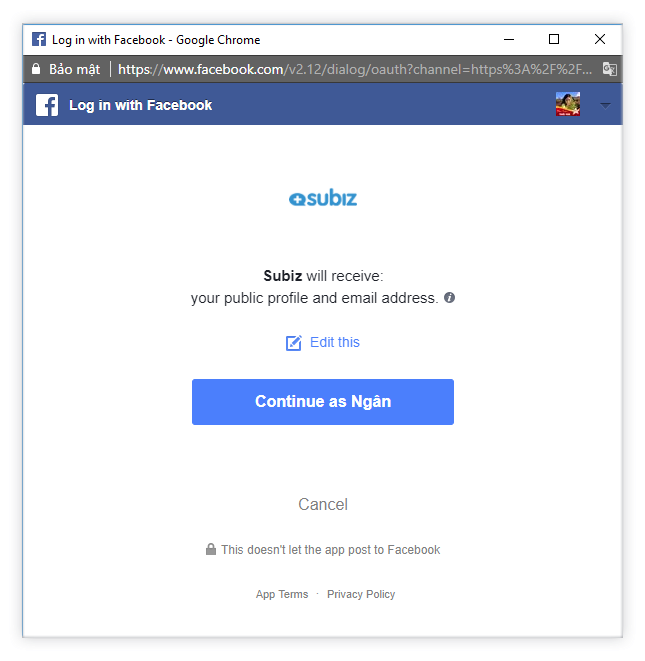 Log in with Facebook - Google Chrome
Bảo mật | https://www.facebook.com/v2.12/dialog/oauth?channel=https%3A%2F%2F...
Log in with Facebook
subiz
Subiz will receive:
your public profile and email address.
Edit this
Continue as Ngân
Cancel
This doesn't let the app post to Facebook
App Terms · Privacy Policy